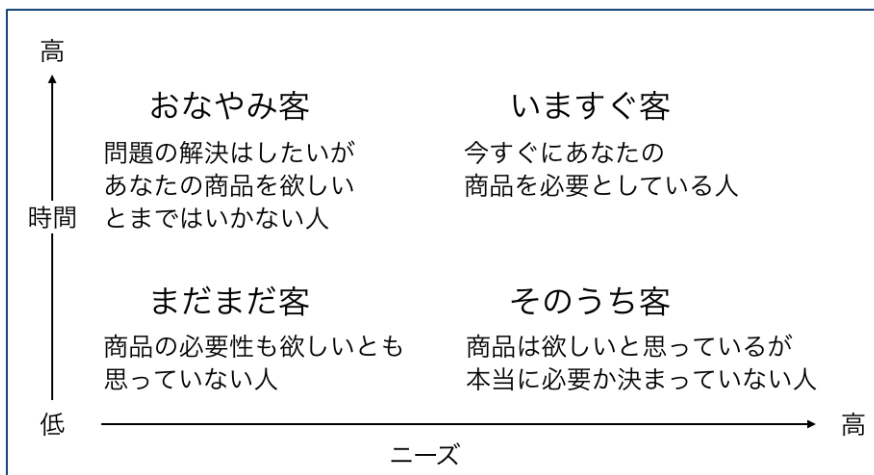 高
おなやみ客
問題の解決はしたいが
あなたの商品を欲しい
とまではいかない人
いますぐ客
今すぐにあなたの
商品を必要としている人
時間
まだまだ客
商品の必要性も欲しいとも
思っていない人
そのうち客
商品は欲しいと思っているが
本当に必要か決まっていない人
低
高
ニーズ